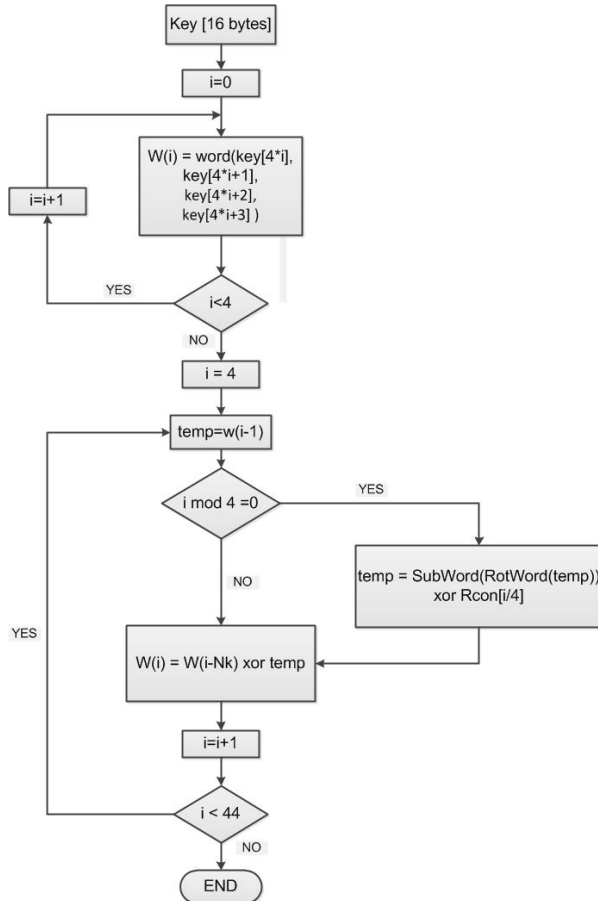 Key [16 bytes]
i=0
W(i) = word(key[4*i],
key[4*i+1],
key[4*i+2],
key[4*i+3] )
i=i+1
YES
i<4
NO
i = 4
temp=w(i-1)
i mod 4 =0
YES
temp = SubWord(RotWord(temp))
xor Rcon[i/4]
NO
YES
W(i) = W(i-Nk) xor temp
i=i+1
i < 44
NO
END